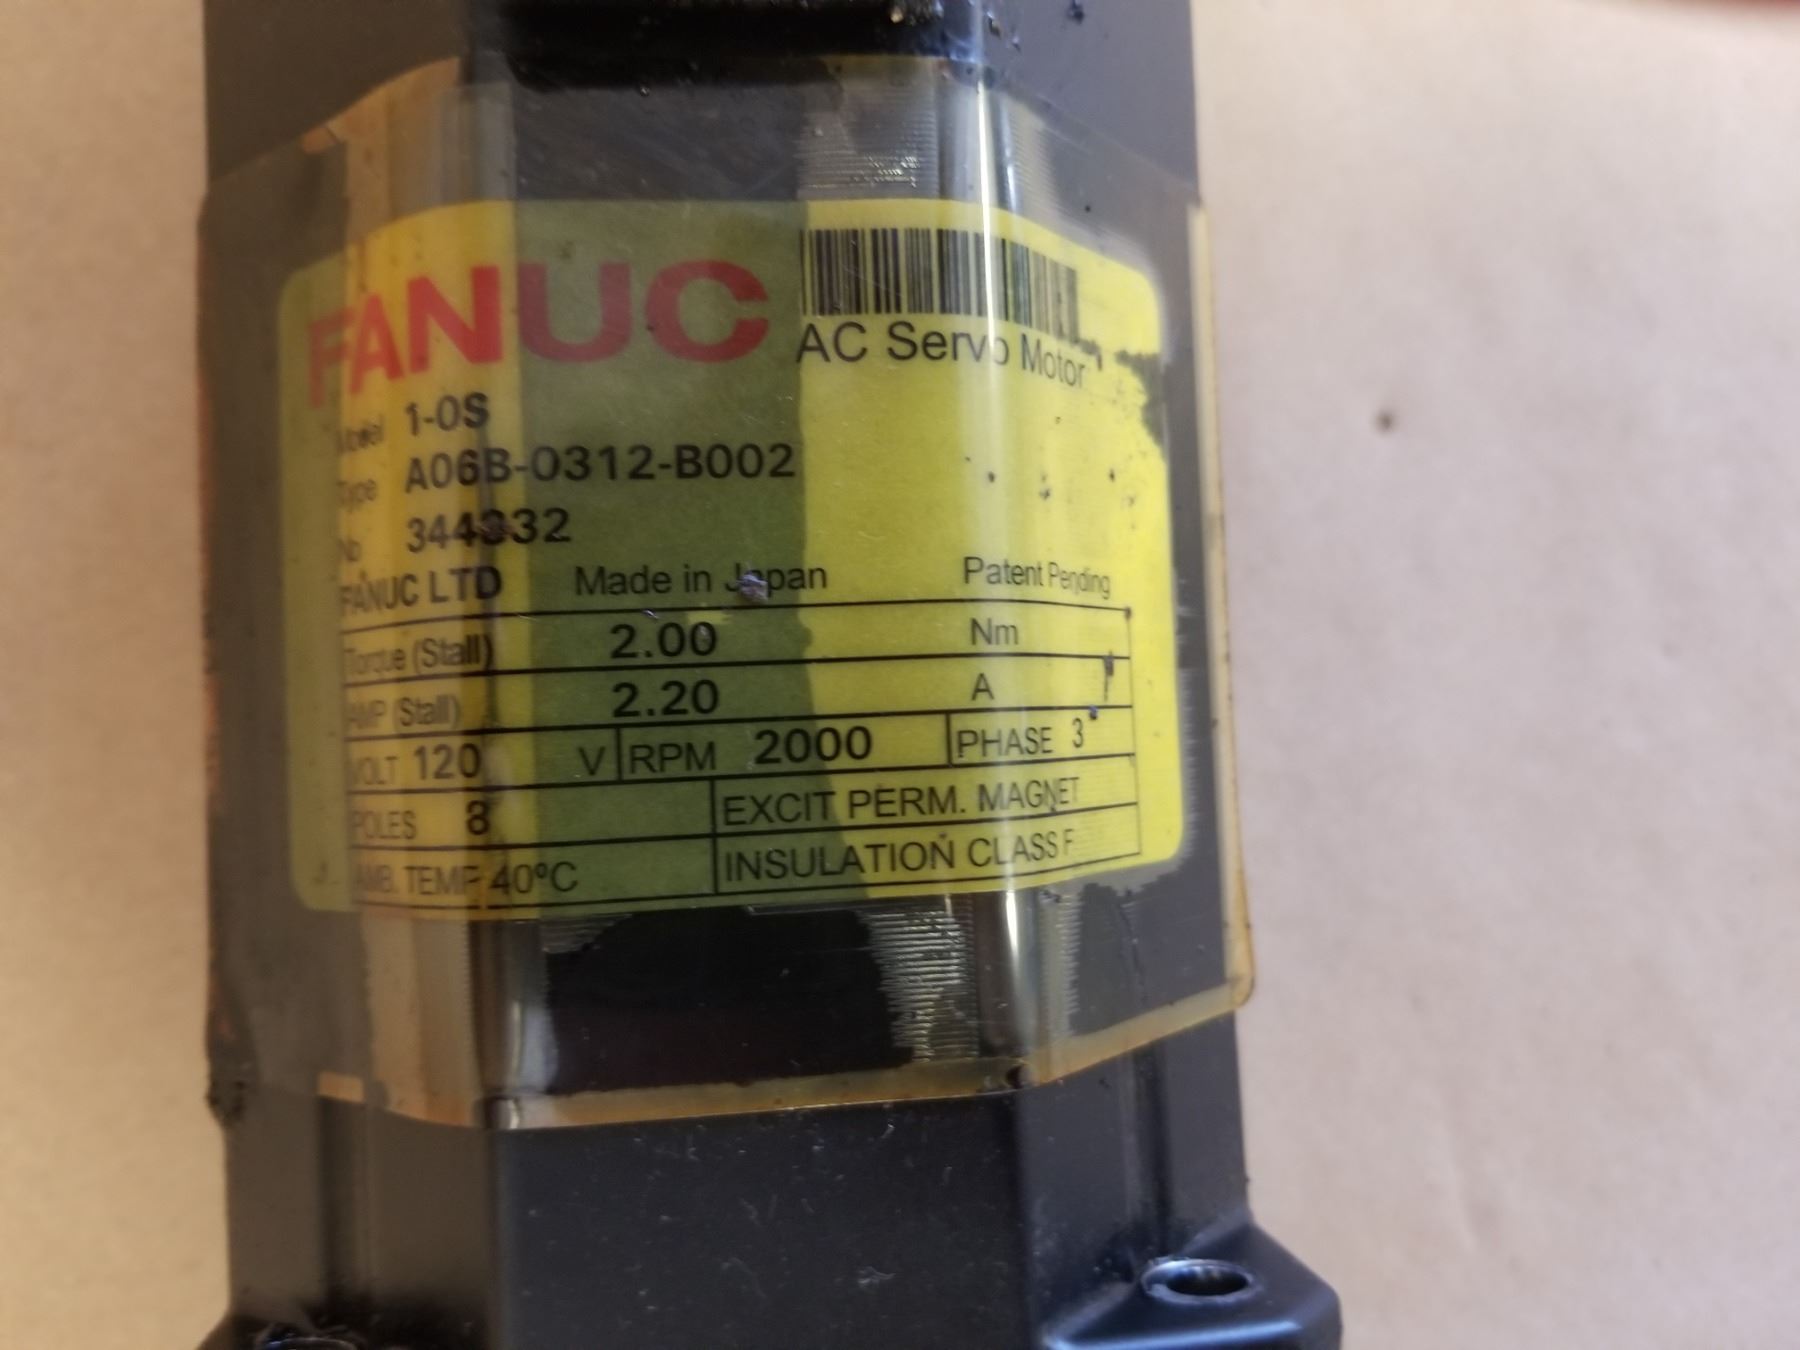 FANUC
AC Servo Motor
Model 1-0S
Type A06B-0312-B002
No
FANUC LTD Made in Japan Patent Pending
Torque (Stall) 2.00 Nm
AMP (Stall) 2.20 A
VOLT 120 V RPM 2000 PHASE 3
POLES 8 EXCIT PERM. MAGNET
AMB. TEMP 40°C INSULATION CLASS F